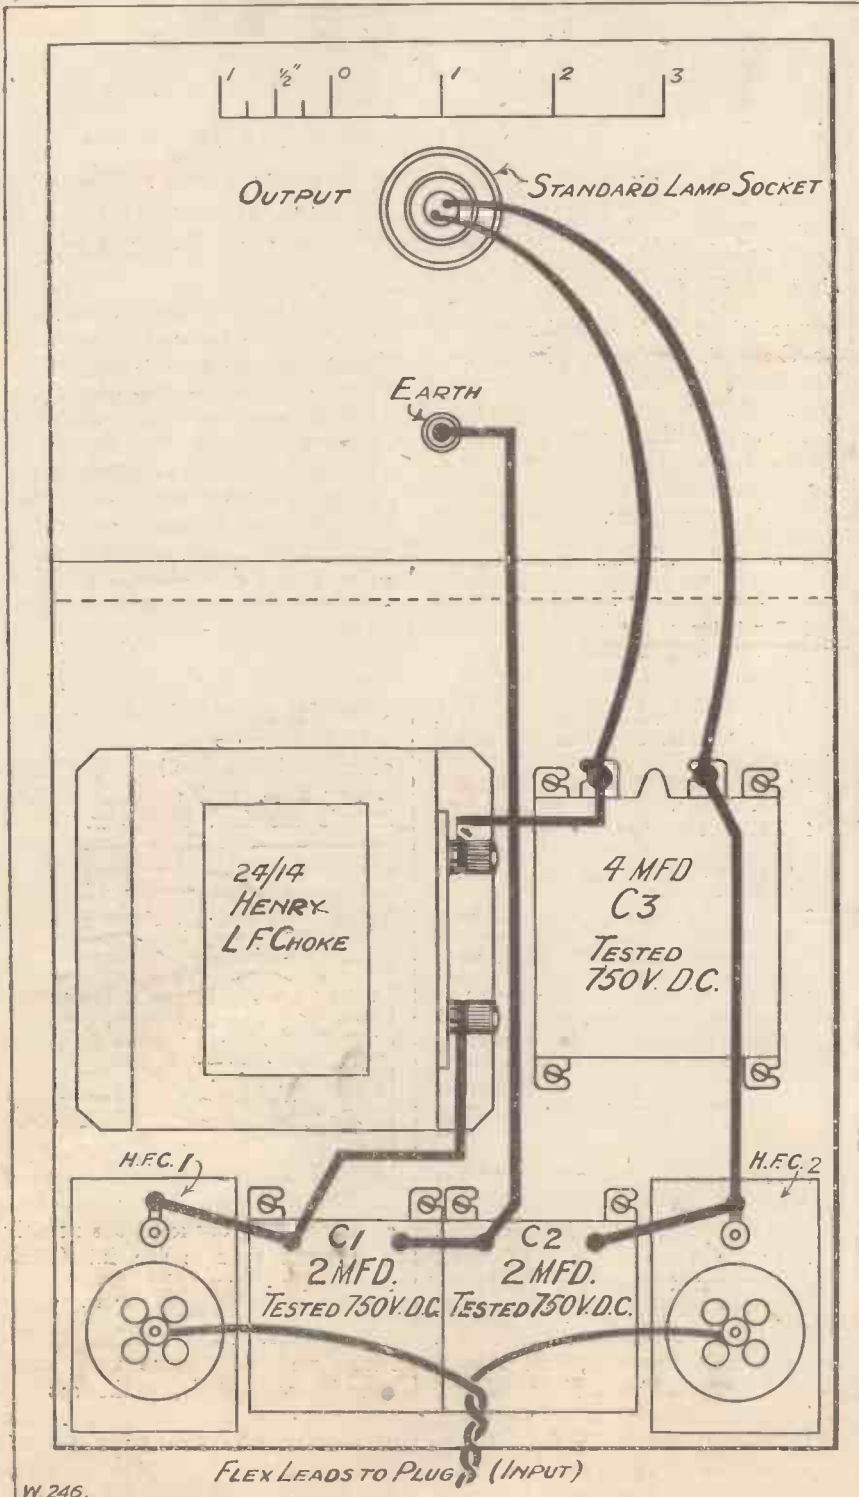 1 ½" 0 1 2 3
OUTPUT
STANDARD LAMP SOCKET
EARTH
24/14
HENRY
L.F. CHOKE
4 MFD
C3
TESTED
750V. D.C.
H.F.C. 1
H.F.C. 2
C1
2 MFD.
TESTED 750V. D.C.
C2
2 MFD.
TESTED 750V. D.C.
FLEX LEADS TO PLUG (INPUT)
W.246.